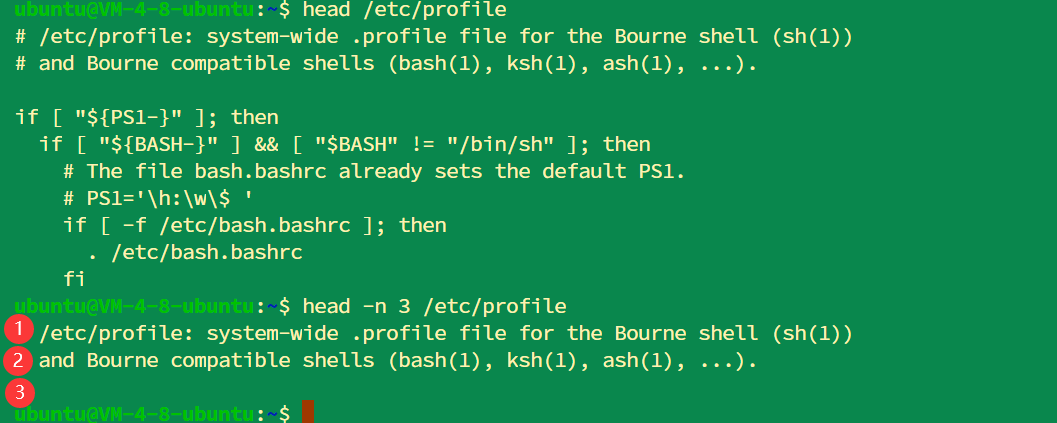 ubuntu@VM-4-8-ubuntu:~$ head /etc/profile
# /etc/profile: system-wide .profile file for the Bourne shell (sh(1))
# and Bourne compatible shells (bash(1), ksh(1), ash(1), ...).

if [ "${PS1-}" ]; then
  if [ "${BASH-}" ] && [ "$BASH" != "/bin/sh" ]; then
    # The file bash.bashrc already sets the default PS1.
    # PS1='\h:\w\$ '
    if [ -f /etc/bash.bashrc ]; then
      . /etc/bash.bashrc
    fi
ubuntu@VM-4-8-ubuntu:~$ head -n 3 /etc/profile
1 /etc/profile: system-wide .profile file for the Bourne shell (sh(1))
2 and Bourne compatible shells (bash(1), ksh(1), ash(1), ...).
3
ubuntu@VM-4-8-ubuntu:~$